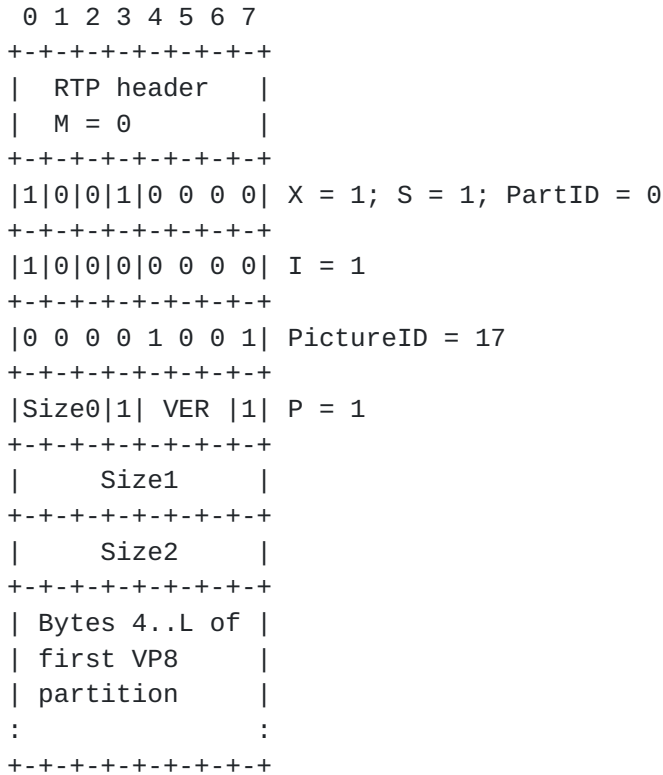 0 1 2 3 4 5 6 7
+-+-+-+-+-+-+-+-+
|  RTP header   |
|  M = 0        |
+-+-+-+-+-+-+-+-+
|1|0|0|1|0 0 0 0| X = 1; S = 1; PartID = 0
+-+-+-+-+-+-+-+-+
|1|0|0|0|0 0 0 0| I = 1
+-+-+-+-+-+-+-+-+
|0 0 0 0 1 0 0 1| PictureID = 17
+-+-+-+-+-+-+-+-+
|Size0|1| VER |1| P = 1
+-+-+-+-+-+-+-+-+
|     Size1     |
+-+-+-+-+-+-+-+-+
|     Size2     |
+-+-+-+-+-+-+-+-+
| Bytes 4..L of |
| first VP8     |
| partition     |
:               :
+-+-+-+-+-+-+-+-+